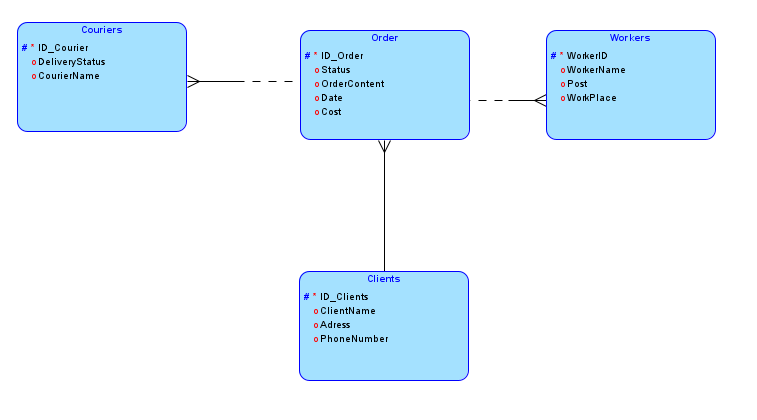 Couriers
# * ID_Courier
o DeliveryStatus
o CourierName
Order
# * ID_Order
o Status
o OrderContent
o Date
o Cost
Workers
# * WorkerID
o WorkerName
o Post
o WorkPlace
Clients
# * ID_Clients
o ClientName
o Adress
o PhoneNumber